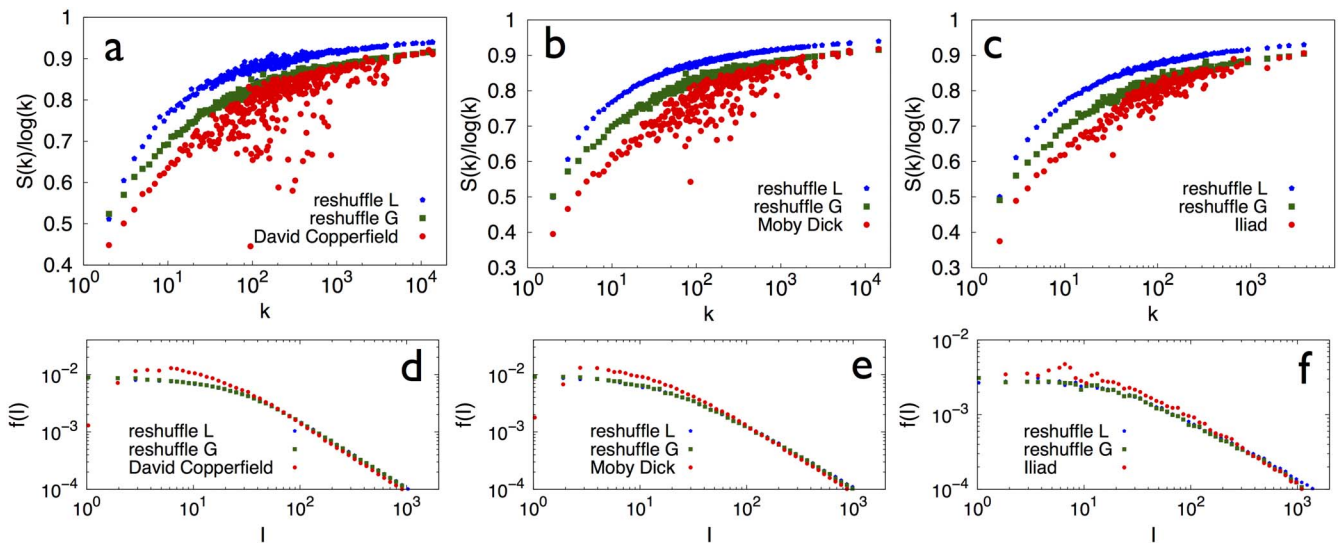 a
S(k)/log(k)
1
0.9
0.8
0.7
0.6
0.5
0.4
reshuffle L
reshuffle G
David Copperfield
10^0 10^1 10^2 10^3 10^4
k
b
S(k)/log(k)
1
0.9
0.8
0.7
0.6
0.5
0.4
0.3
reshuffle L
reshuffle G
Moby Dick
10^0 10^1 10^2 10^3 10^4
k
c
S(k)/log(k)
1
0.9
0.8
0.7
0.6
0.5
0.4
0.3
reshuffle L
reshuffle G
Iliad
10^0 10^1 10^2 10^3
k
d
f(l)
10^-2
10^-3
10^-4
reshuffle L
reshuffle G
David Copperfield
10^0 10^1 10^2 10^3
l
e
f(l)
10^-2
10^-3
10^-4
reshuffle L
reshuffle G
Moby Dick
10^0 10^1 10^2 10^3
l
f
f(l)
10^-2
10^-3
10^-4
reshuffle L
reshuffle G
Iliad
10^0 10^1 10^2 10^3
l